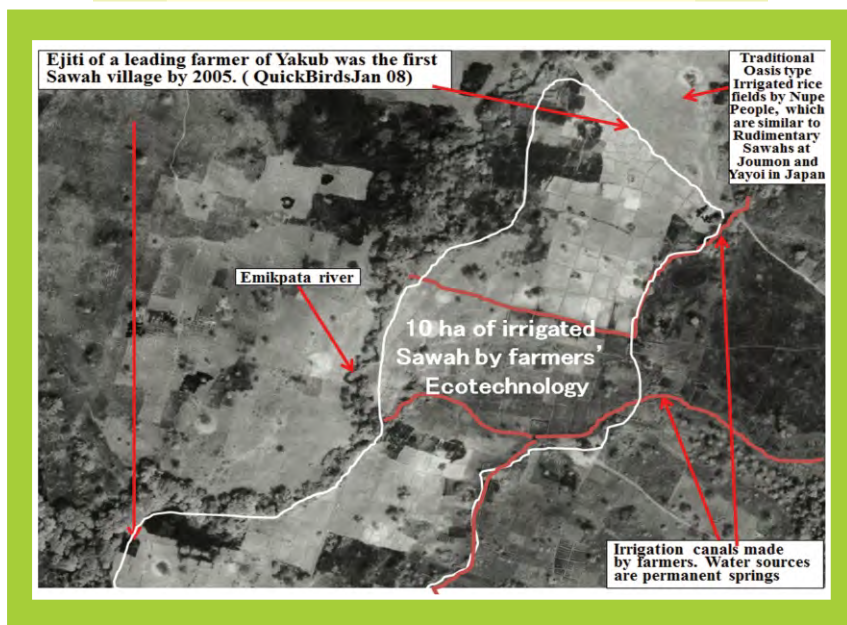 Ejiti of a leading farmer of Yakub was the first
Sawah village by 2005. ( QuickBirdsJan 08)
Traditional
Oasis type
Irrigated rice
fields by Nupe
People, which
are similar to
Rudimentary
Sawahs at
Joumon and
Yayoi in Japan
Emikpata river
10 ha of irrigated
Sawah by farmers’
Ecotechnology
Irrigation canals made
by farmers. Water sources
are permanent springs